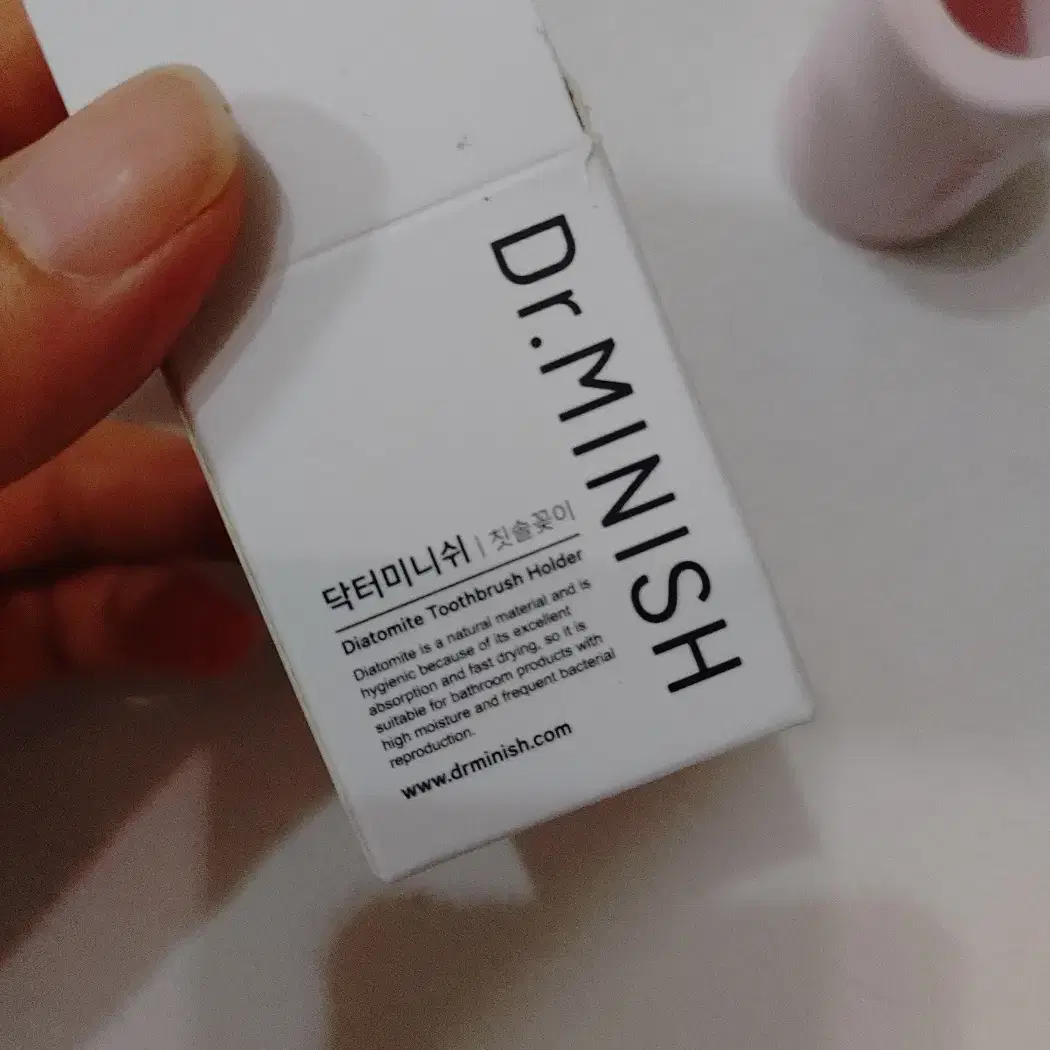 Dr.MINISH
닥터미니쉬 | 칫솔꽂이
Diatomite Toothbrush Holder
Diatomite is a natural material and is
hygienic because of its excellent
absorption and fast drying, so it is
suitable for bathroom products with
high moisture and frequent bacterial
reproduction.
www.drminish.com